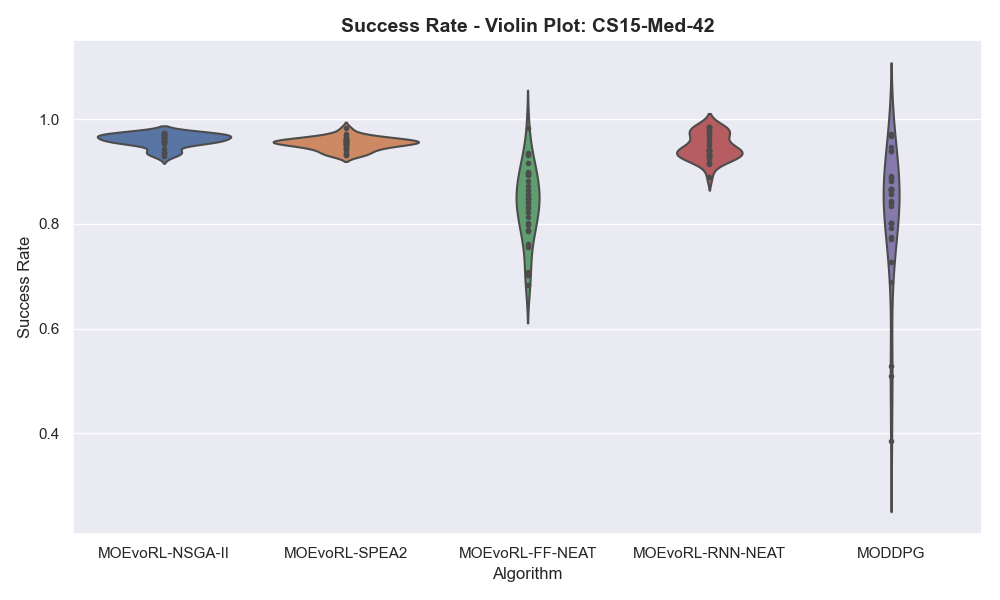 Success Rate - Violin Plot: CS15-Med-42
Success Rate
1.0
0.8
0.6
0.4
MOEvoRL-NSGA-II
MOEvoRL-SPEA2
MOEvoRL-FF-NEAT
MOEvoRL-RNN-NEAT
MODDPG
Algorithm